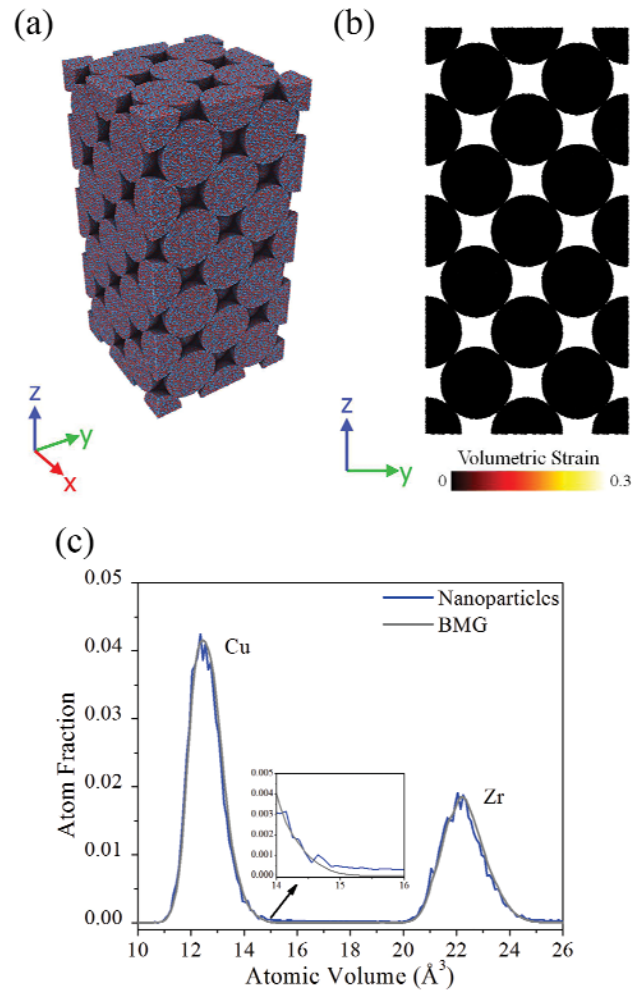 (a)
(b)
z
y
x
z
y
Volumetric Strain
0
0.3
(c)
0.05
0.04
0.03
0.02
0.01
0.00
Atom Fraction
Nanoparticles
BMG
Cu
Zr
0.005
0.004
0.003
0.002
0.001
0.000
14
15
16
10 12 14 16 18 20 22 24 26
Atomic Volume (Å³)